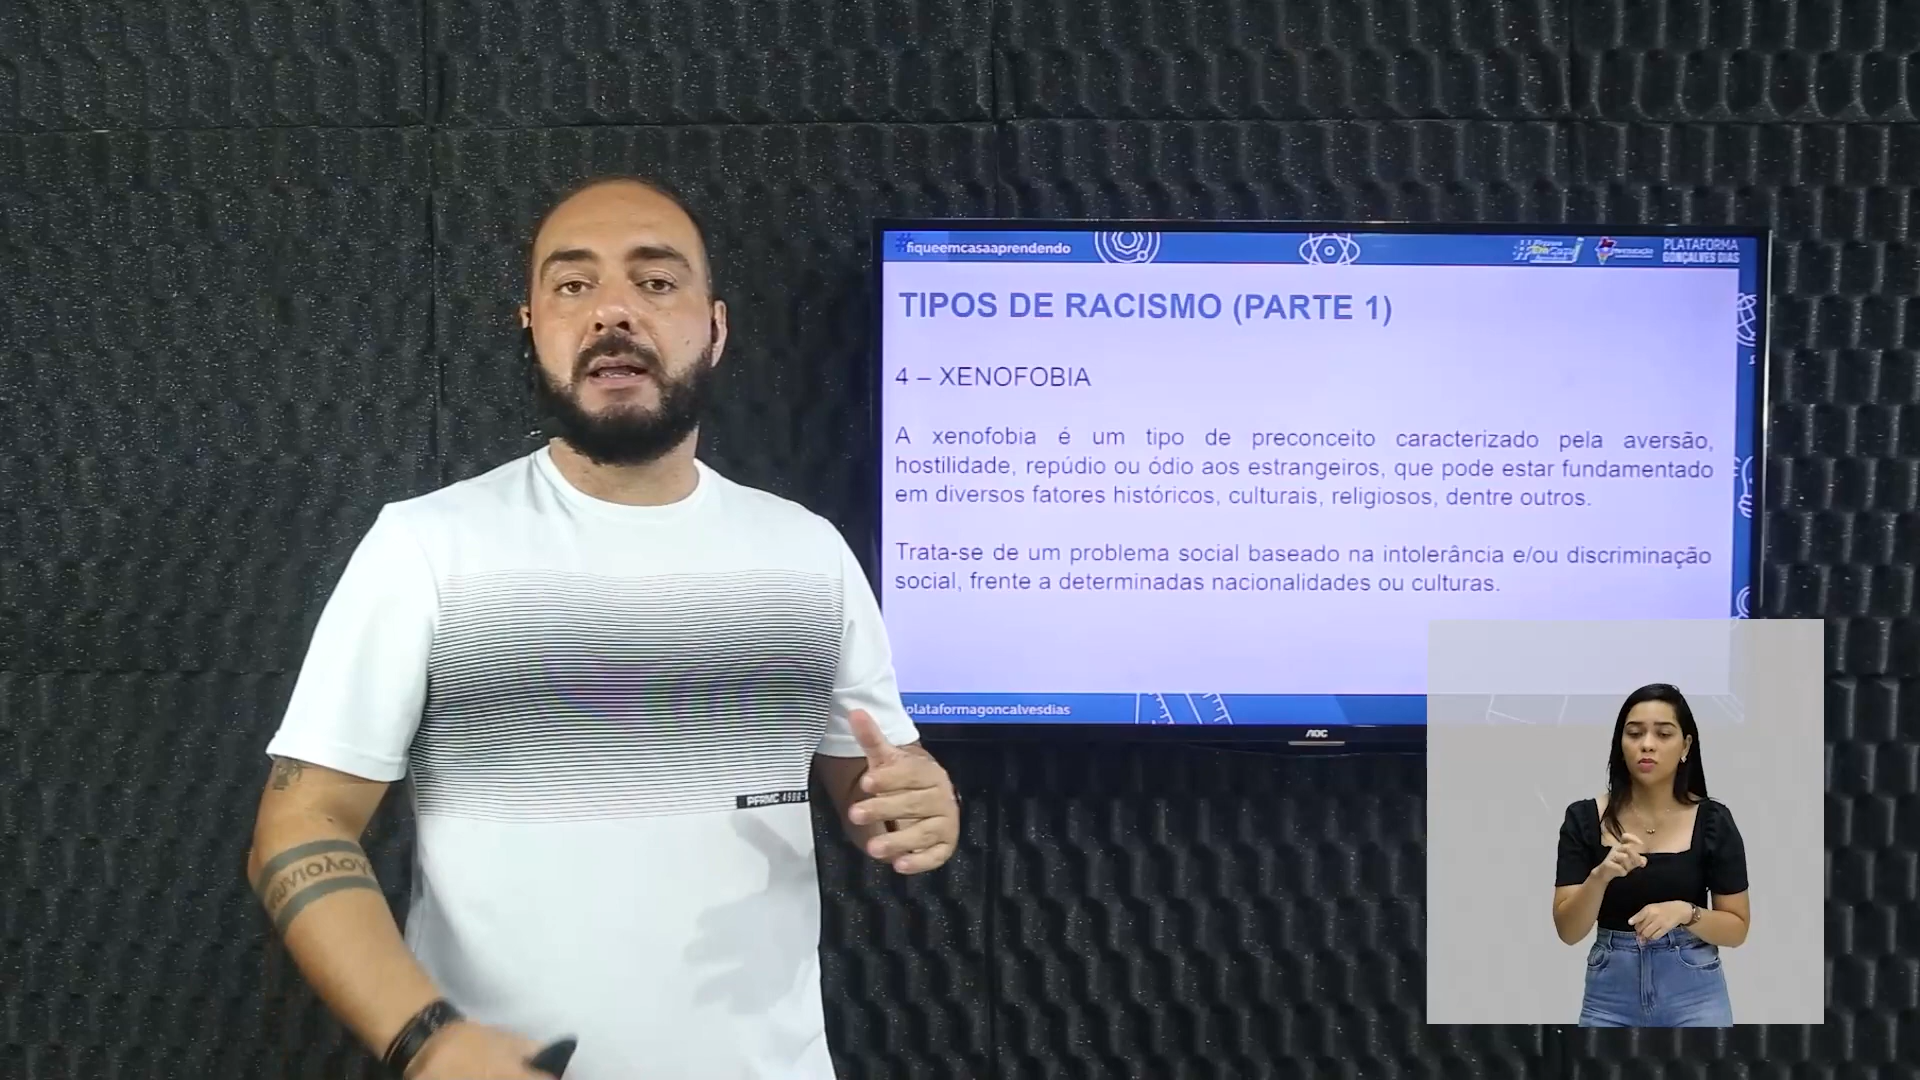 #fiqueemcasaaprendendo
PLATAFORMA
GONÇALVES DIAS
TIPOS DE RACISMO (PARTE 1)
4 – XENOFOBIA
A xenofobia é um tipo de preconceito caracterizado pela aversão,
hostilidade, repúdio ou ódio aos estrangeiros, que pode estar fundamentado
em diversos fatores históricos, culturais, religiosos, dentre outros.
Trata-se de um problema social baseado na intolerância e/ou discriminação
social, frente a determinadas nacionalidades ou culturas.
plataformagoncalvesdias
AOC